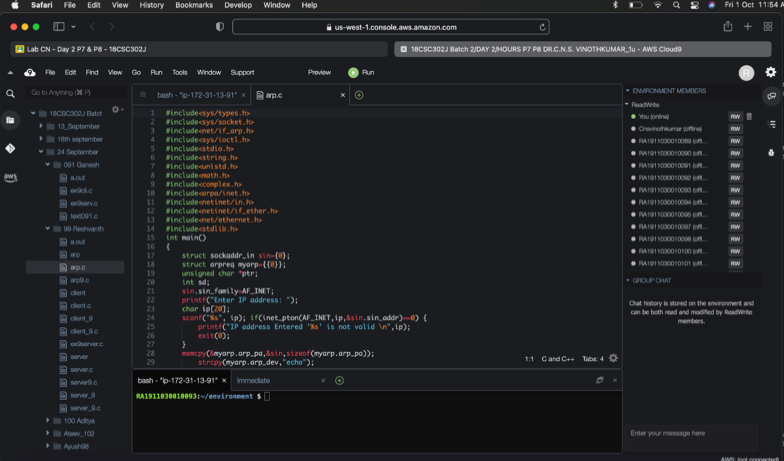 Safari File Edit View History Bookmarks Develop Window Help Fri 1 Oct 11:54 A
us-west-1.console.aws.amazon.com
Lab CN - Day 2 P7 & P8 - 18CSC302J
18CSC302J Batch 2/DAY 2/HOURS P7 P8 DR.C.N.S. VINOTHKUMAR_1u - AWS Cloud9
File Edit Find View Go Run Tools Window Support Preview Run
R
Go to Anything (⌘ P)
bash - "ip-172-31-13-91" ×
arp.c ×
aws
18CSC302J Batch
13_September
18th september
24 September
091 Ganesh
a.out
ex9cli.c
ex9serv.c
text091.c
99 Reshvanth
a.out
arp
arp.c
arp9.c
client
client.c
client_9
client_9.c
ex9server.c
server
server.c
server9.c
server_9
server_9.c
100 Aditya
Ateev_102
Ayush98
1 #include<sys/types.h>
2 #include<sys/socket.h>
3 #include<net/if_arp.h>
4 #include<sys/ioctl.h>
5 #include<stdio.h>
6 #include<string.h>
7 #include<unistd.h>
8 #include<math.h>
9 #include<complex.h>
10 #include<arpa/inet.h>
11 #include<netinet/in.h>
12 #include<netinet/if_ether.h>
13 #include<net/ethernet.h>
14 #include<stdlib.h>
15 int main()
16 {
17 struct sockaddr_in sin={0};
18 struct arpreq myarp={{0}};
19 unsigned char *ptr;
20 int sd;
21 sin.sin_family=AF_INET;
22 printf("Enter IP address: ");
23 char ip[20];
24 scanf("%s", ip); if(inet_pton(AF_INET,ip,&sin.sin_addr)==0) {
25 printf("IP address Entered '%s' is not valid \n",ip);
26 exit(0);
27 }
28 memcpy(&myarp.arp_pa,&sin,sizeof(myarp.arp_pa));
29 strcpy(myarp.arp_dev,"echo");
1:1 C and C++ Tabs: 4
bash - "ip-172-31-13-91" × Immediate ×
RA1911030010093:~/environment $
ENVIRONMENT MEMBERS
ReadWrite
You (online) RW
Cnsvinothkumar (offline) RW
RA1911030010089 (offl... RW
RA1911030010090 (offl... RW
RA1911030010091 (offl... RW
RA1911030010092 (offl... RW
RA1911030010093 (offl... RW
RA1911030010094 (offl... RW
RA1911030010095 (offl... RW
RA1911030010097 (offl... RW
RA1911030010098 (offl... RW
RA1911030010100 (offl... RW
RA1911030010101 (offl... RW
GROUP CHAT
Chat history is stored on the environment and
can be both read and modified by ReadWrite
members.
Enter your message here
AWS: (not connected)